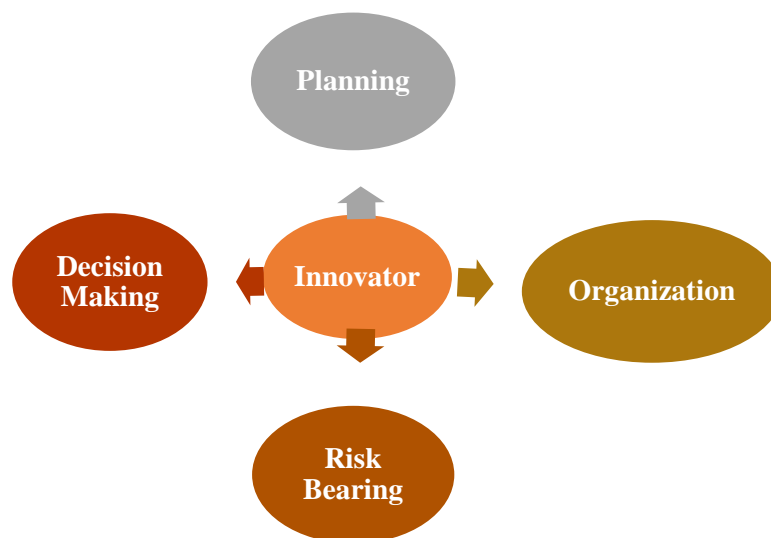 Planning
Decision
Making
Innovator
Organization
Risk
Bearing